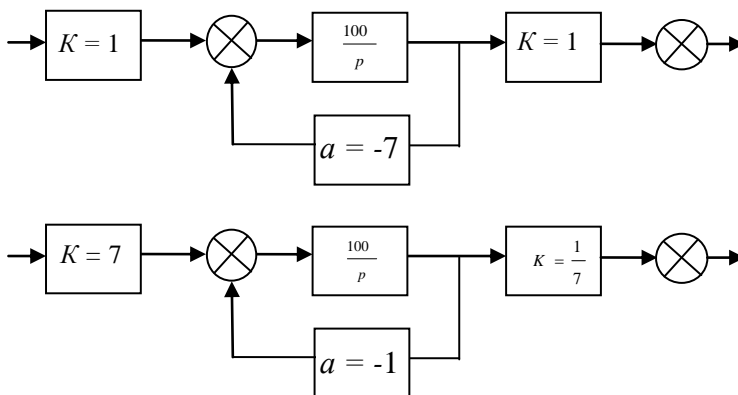 К = 1
100
p
К = 1
a = -7
К = 7
100
p
К = 1
7
a = -1